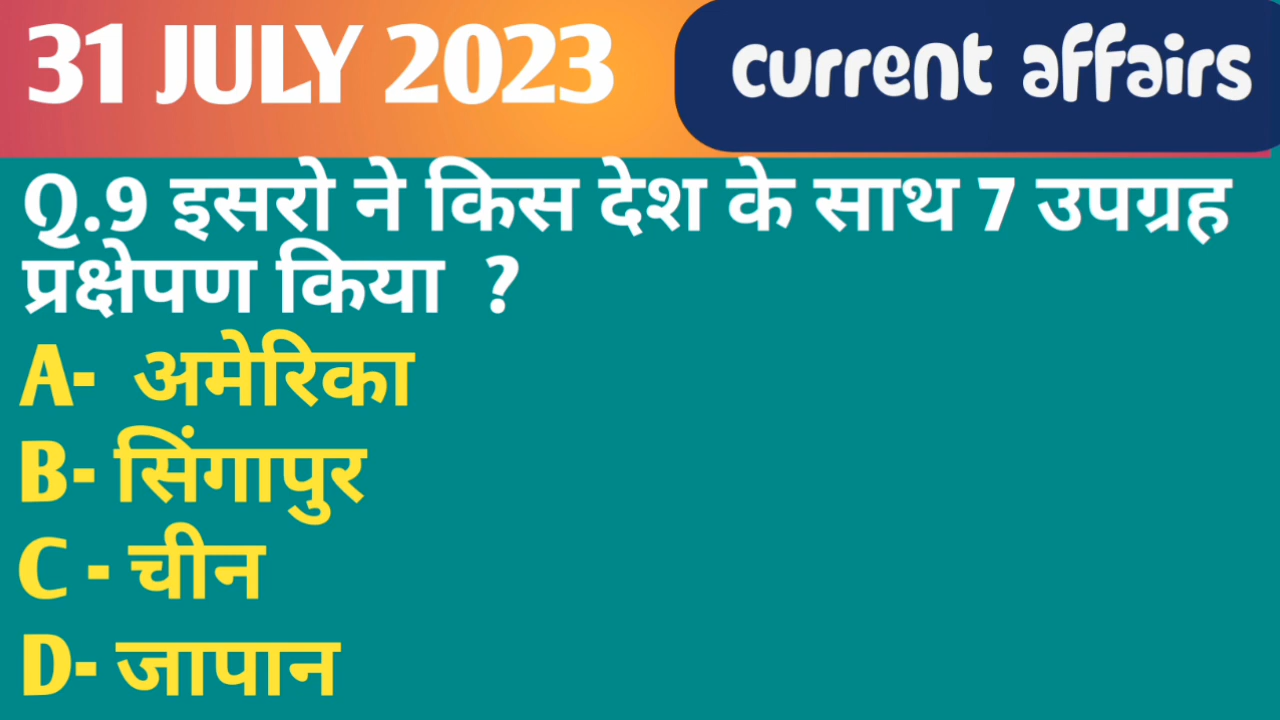 31 JULY 2023
current affairs
Q.9 इसरो ने किस देश के साथ 7 उपग्रह
प्रक्षेपण किया ?
A- अमेरिका
B- सिंगापुर
C - चीन
D- जापान